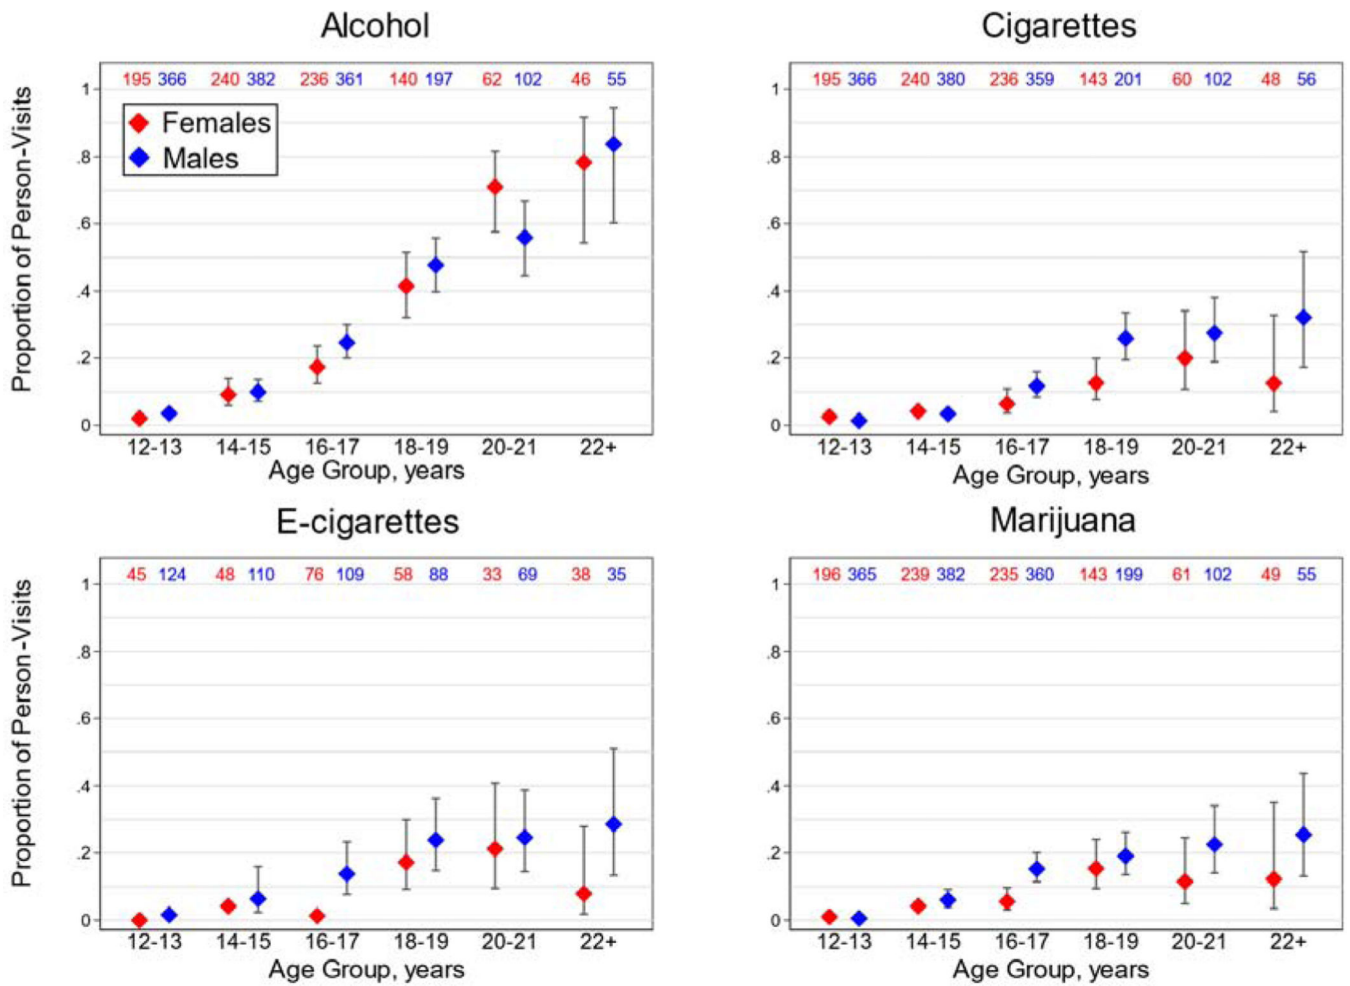 Alcohol
195 366 240 382 236 361 140 197 62 102 46 55
Females
Males
1
.8
.6
.4
.2
0
Proportion of Person-Visits
12-13 14-15 16-17 18-19 20-21 22+
Age Group, years
Cigarettes
195 366 240 380 236 359 143 201 60 102 48 56
1
.8
.6
.4
.2
0
12-13 14-15 16-17 18-19 20-21 22+
Age Group, years
E-cigarettes
45 124 48 110 76 109 58 88 33 69 38 35
1
.8
.6
.4
.2
0
Proportion of Person-Visits
12-13 14-15 16-17 18-19 20-21 22+
Age Group, years
Marijuana
196 365 239 382 235 360 143 199 61 102 49 55
1
.8
.6
.4
.2
0
12-13 14-15 16-17 18-19 20-21 22+
Age Group, years